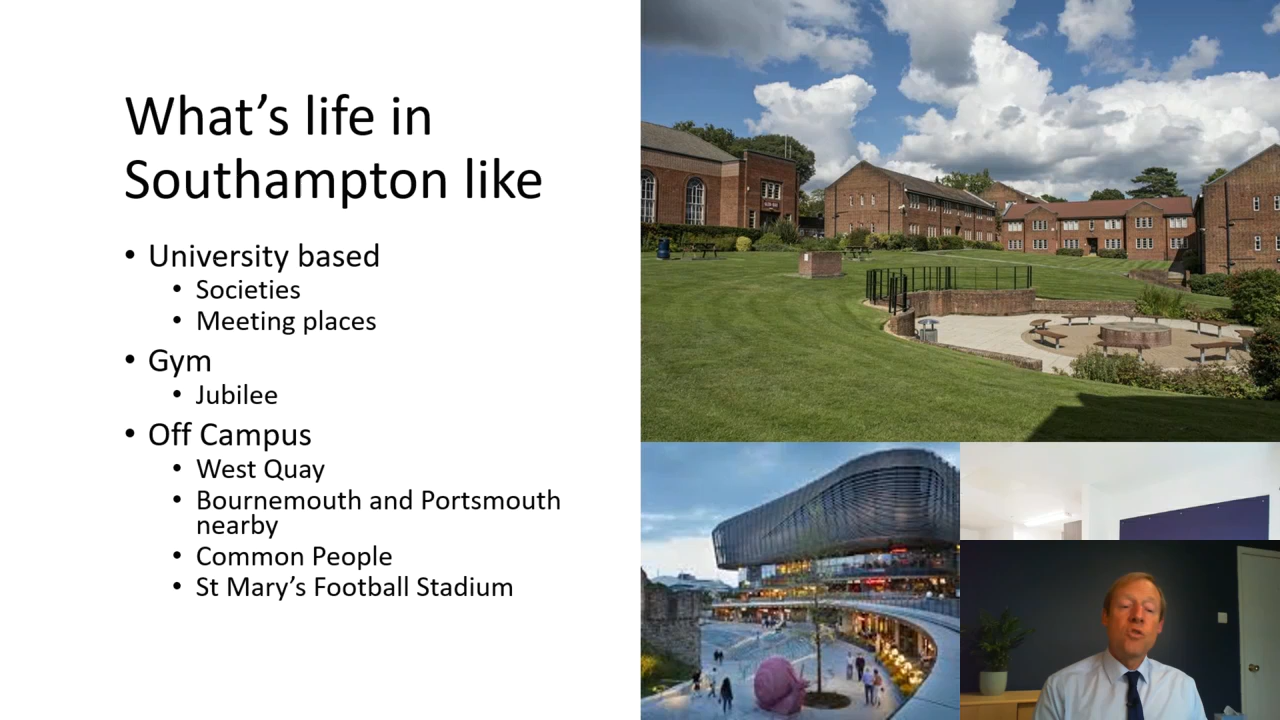 What's life in
Southampton like
• University based
• Societies
• Meeting places
• Gym
• Jubilee
• Off Campus
• West Quay
• Bournemouth and Portsmouth
nearby
• Common People
• St Mary's Football Stadium